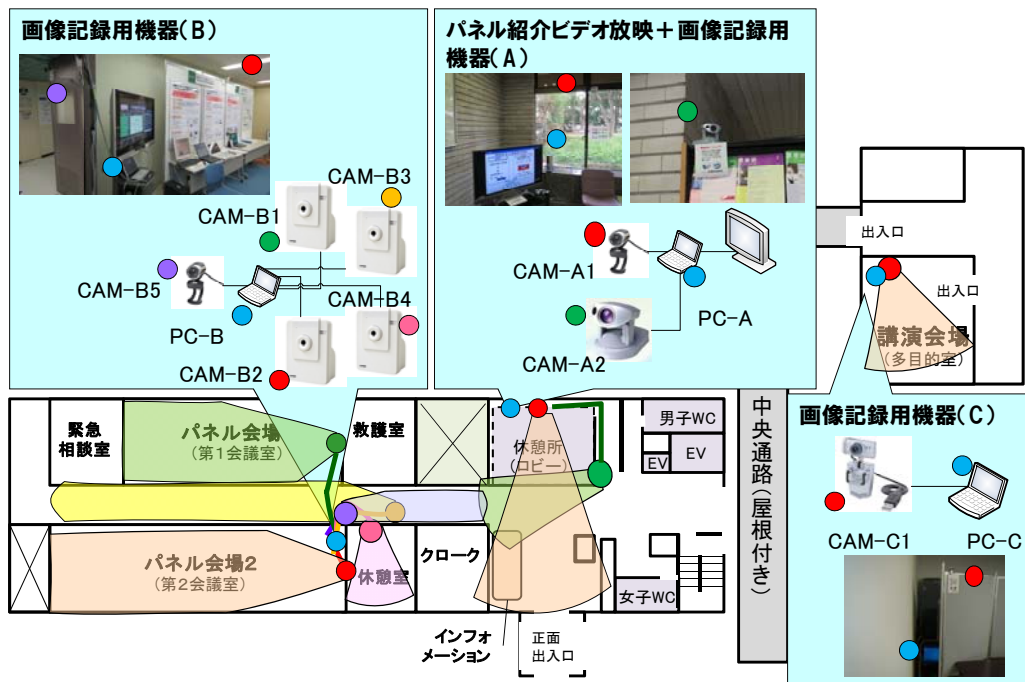 画像記録用機器(B)
パネル紹介ビデオ放映+画像記録用
機器(A)
CAM-B3
CAM-B1
CAM-B5
CAM-B4
PC-B
CAM-B2
CAM-A1
PC-A
CAM-A2
出入口
出入口
講演会場
(多目的室)
画像記録用機器(C)
CAM-C1
PC-C
中央通路(屋根付き)
緊急
相談室
パネル会場
(第1会議室)
救護室
休憩所
(ロビー)
男子WC
EV
EV
パネル会場2
(第2会議室)
休憩室
クローク
女子WC
インフォ
メーション
正面
出入口